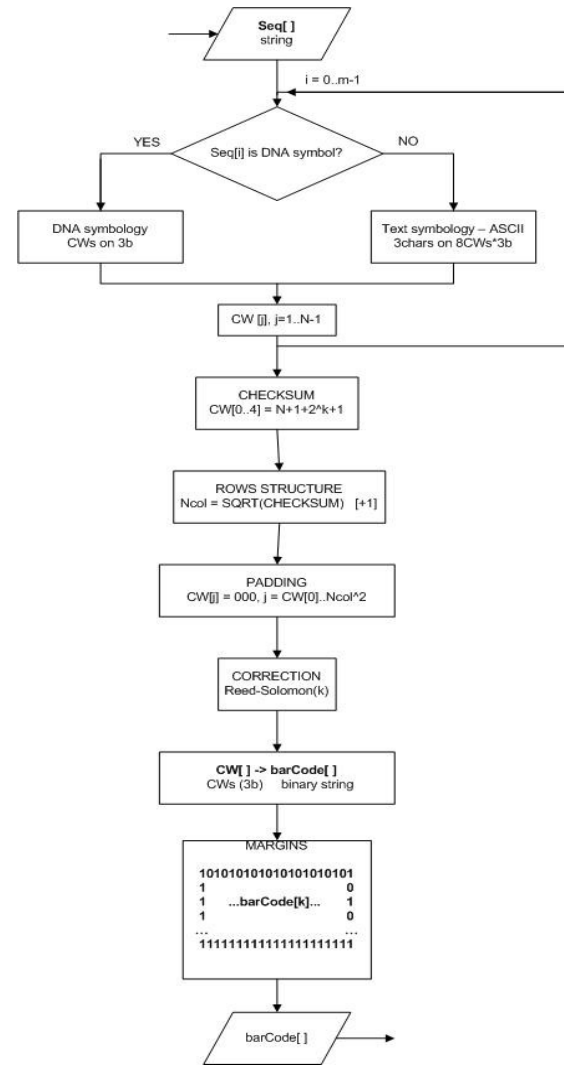 Seq[ ]
string
i = 0..m-1
YES
Seq[i] is DNA symbol?
NO
DNA symbology
CWs on 3b
Text symbology – ASCII
3chars on 8CWs*3b
CW [j], j=1..N-1
CHECKSUM
CW[0..4] = N+1+2^k+1
ROWS STRUCTURE
Ncol = SQRT(CHECKSUM) [+1]
PADDING
CW[j] = 000, j = CW[0]..Ncol^2
CORRECTION
Reed-Solomon(k)
CW[ ] -> barCode[ ]
CWs (3b) binary string
MARGINS
101010101010101010101
1 0
1 ...barCode[k]... 1
1 0
... ...
111111111111111111111
barCode[ ]